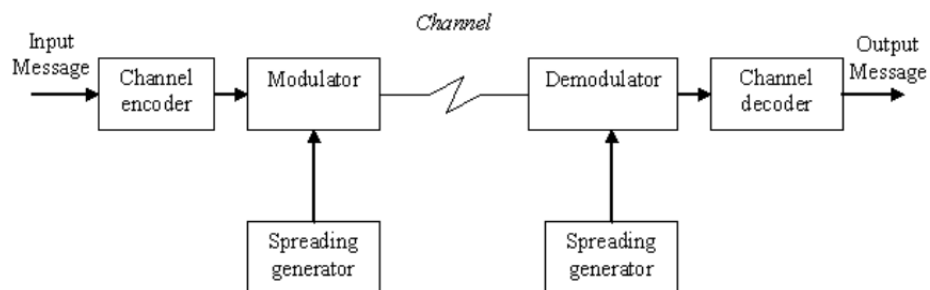 Channel
Input
Message
Channel
encoder
Modulator
Demodulator
Channel
decoder
Output
Message
Spreading
generator
Spreading
generator